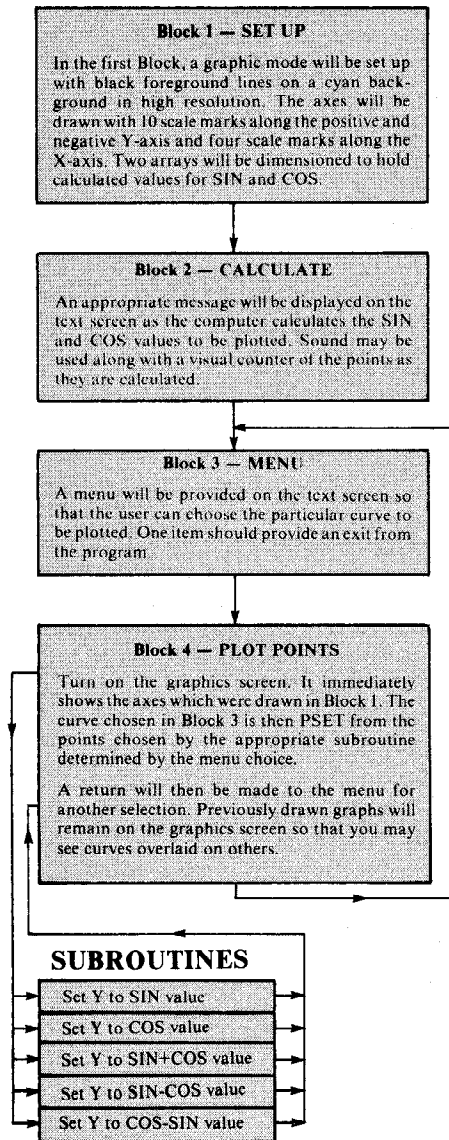 Block 1 — SET UP
In the first Block, a graphic mode will be set up
with black foreground lines on a cyan back-
ground in high resolution. The axes will be
drawn with 10 scale marks along the positive and
negative Y-axis and four scale marks along the
X-axis. Two arrays will be dimensioned to hold
calculated values for SIN and COS.
Block 2 — CALCULATE
An appropriate message will be displayed on the
text screen as the computer calculates the SIN
and COS values to be plotted. Sound may be
used along with a visual counter of the points as
they are calculated.
Block 3 — MENU
A menu will be provided on the text screen so
that the user can choose the particular curve to
be plotted. One item should provide an exit from
the program
Block 4 — PLOT POINTS
Turn on the graphics screen. It immediately
shows the axes which were drawn in Block 1. The
curve chosen in Block 3 is then PSET from the
points chosen by the appropriate subroutine
determined by the menu choice.
A return will then be made to the menu for
another selection. Previously drawn graphs will
remain on the graphics screen so that you may
see curves overlaid on others.
SUBROUTINES
Set Y to SIN value
Set Y to COS value
Set Y to SIN+COS value
Set Y to SIN-COS value
Set Y to COS-SIN value